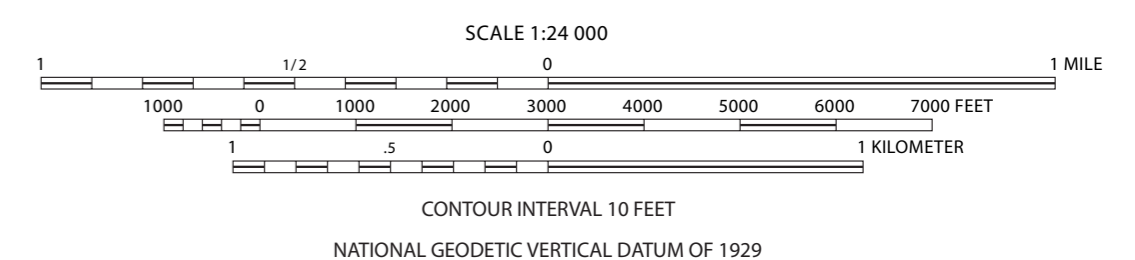 SCALE 1:24 000
1 1/2 0 1 MILE
1000 0 1000 2000 3000 4000 5000 6000 7000 FEET
1 .5 0 1 KILOMETER
CONTOUR INTERVAL 10 FEET
NATIONAL GEODETIC VERTICAL DATUM OF 1929